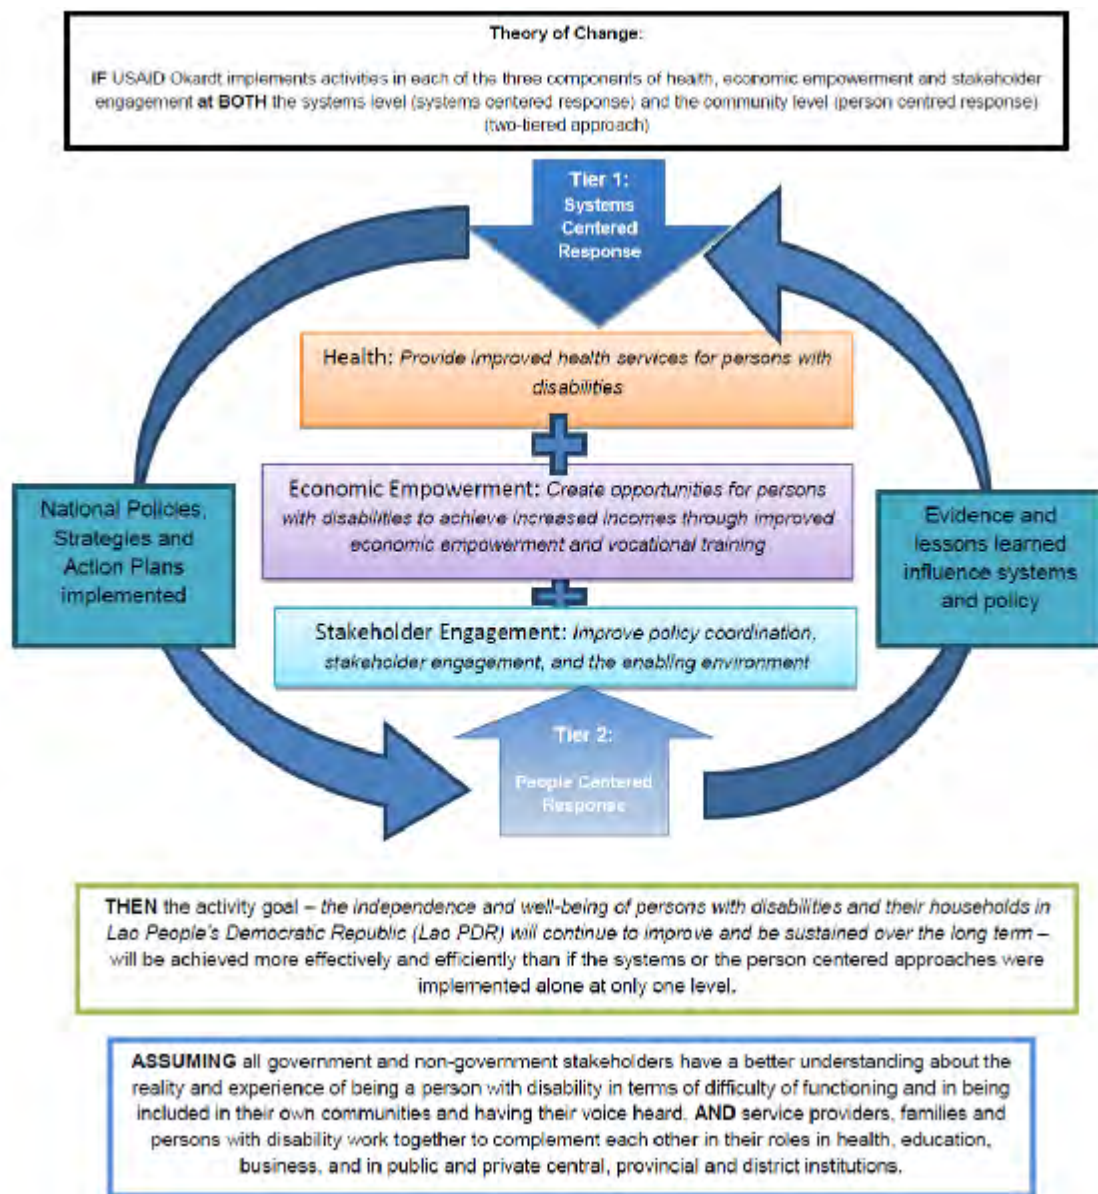 Theory of Change:
IF USAID Okardt implements activities in each of the three components of health, economic empowerment and stakeholder
engagement at BOTH the systems level (systems centered response) and the community level (person centred response)
(two-tiered approach)
Tier 1:
Systems
Centered
Response
Health: Provide improved health services for persons with
disabilities
Economic Empowerment: Create opportunities for persons
with disabilities to achieve increased incomes through improved
economic empowerment and vocational training
Stakeholder Engagement: Improve policy coordination,
stakeholder engagement, and the enabling environment
National Policies,
Strategies and
Action Plans
implemented
Evidence and
lessons learned
influence systems
and policy
Tier 2:
People Centered
Response
THEN the activity goal – the independence and well-being of persons with disabilities and their households in
Lao People's Democratic Republic (Lao PDR) will continue to improve and be sustained over the long term –
will be achieved more effectively and efficiently than if the systems or the person centered approaches were
implemented alone at only one level.
ASSUMING all government and non-government stakeholders have a better understanding about the
reality and experience of being a person with disability in terms of difficulty of functioning and in being
included in their own communities and having their voice heard. AND service providers, families and
persons with disability work together to complement each other in their roles in health, education,
business, and in public and private central, provincial and district institutions.